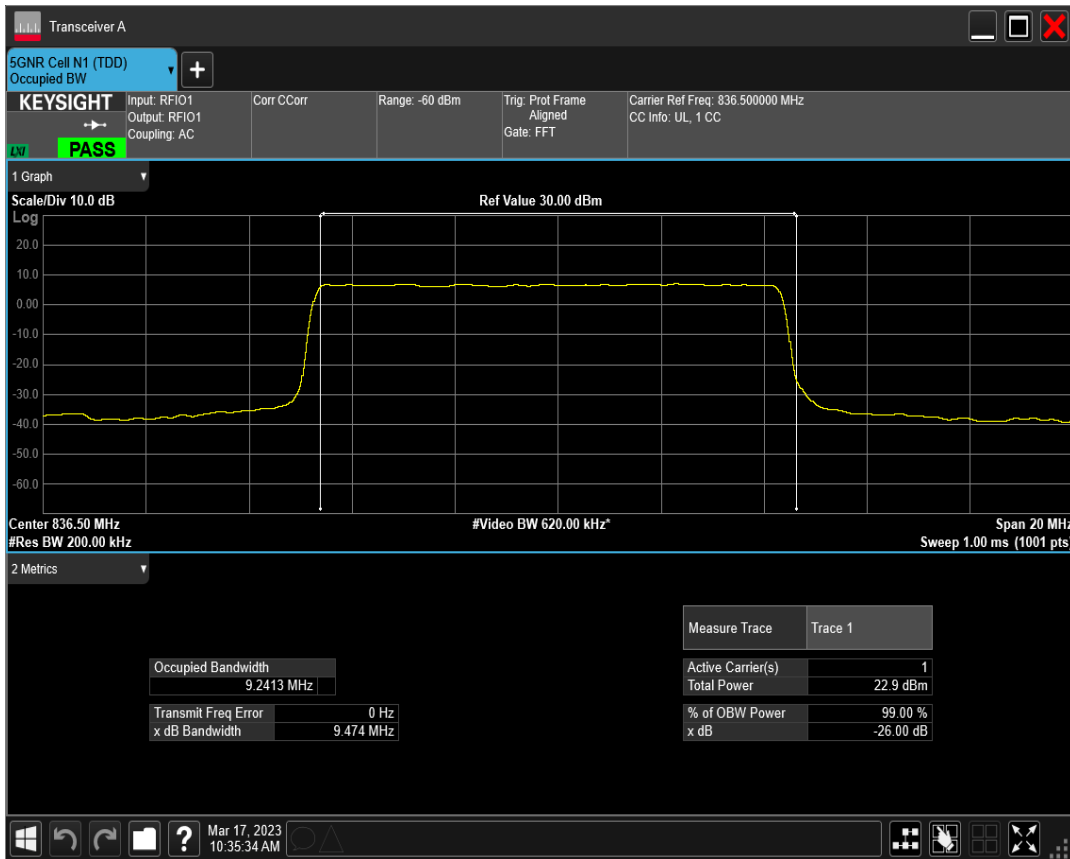 Transceiver A
5GNR Cell N1 (TDD)
Occupied BW
+
KEYSIGHT
LXI
PASS
Input: RFIO1
Output: RFIO1
Coupling: AC
Corr CCorr
Range: -60 dBm
Trig: Prot Frame
Aligned
Gate: FFT
Carrier Ref Freq: 836.500000 MHz
CC Info: UL, 1 CC
1 Graph
Scale/Div 10.0 dB
Ref Value 30.00 dBm
Log
20.0
10.0
0.00
-10.0
-20.0
-30.0
-40.0
-50.0
-60.0
Center 836.50 MHz
#Video BW 620.00 kHz*
Span 20 MHz
#Res BW 200.00 kHz
Sweep 1.00 ms (1001 pts)
2 Metrics
Measure Trace Trace 1
Occupied Bandwidth
9.2413 MHz
Active Carrier(s) 1
Total Power 22.9 dBm
Transmit Freq Error 0 Hz
x dB Bandwidth 9.474 MHz
% of OBW Power 99.00 %
x dB -26.00 dB
?
Mar 17, 2023
10:35:34 AM